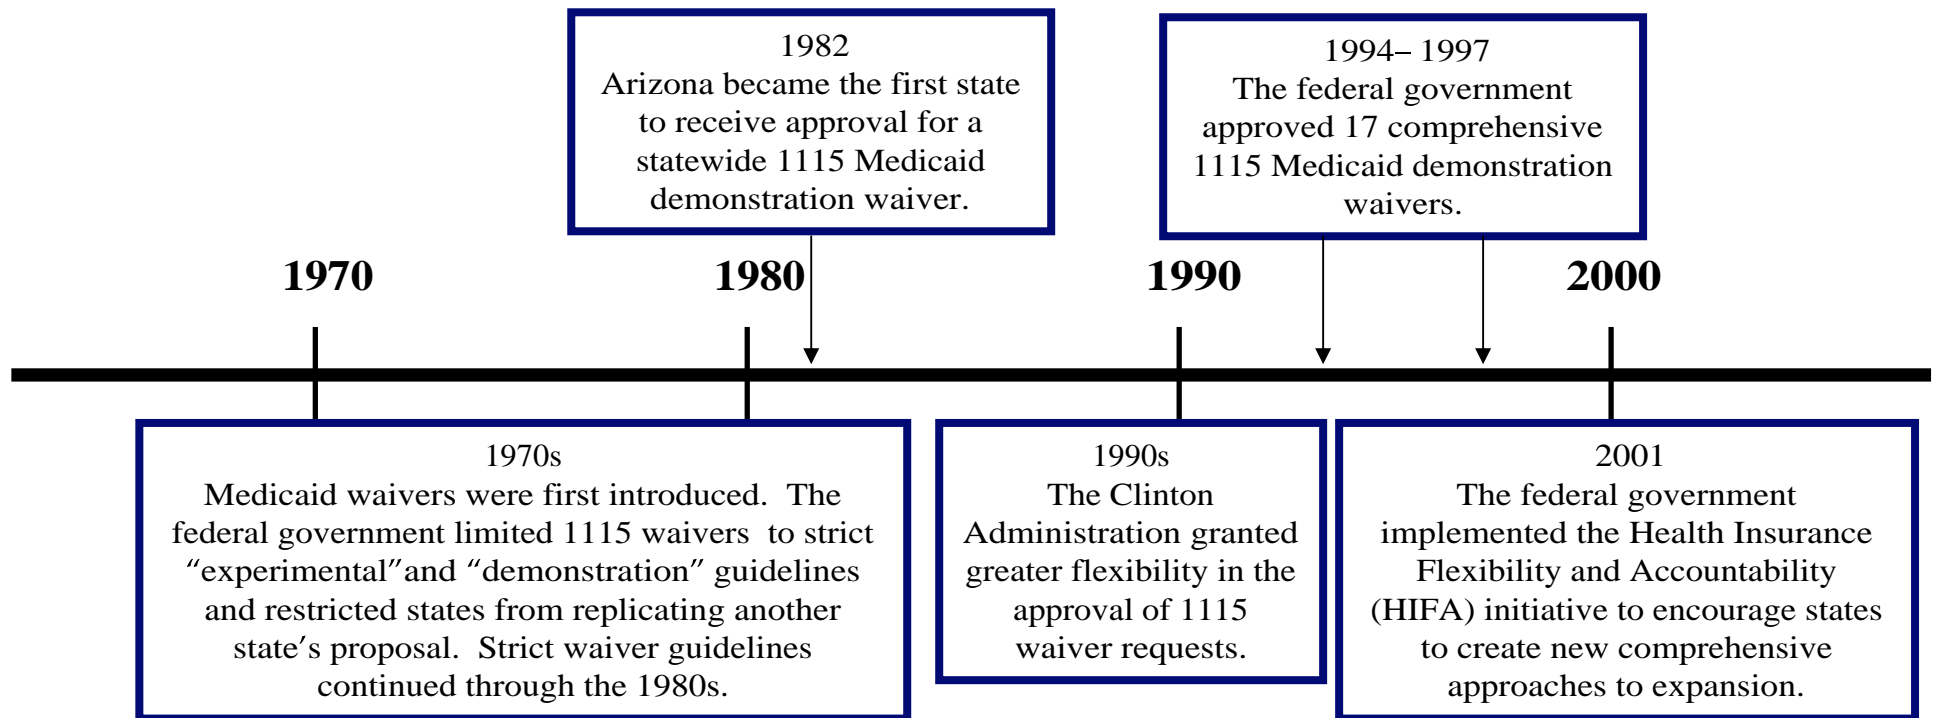 1982
Arizona became the first state
to receive approval for a
statewide 1115 Medicaid
demonstration waiver.
1994– 1997
The federal government
approved 17 comprehensive
1115 Medicaid demonstration
waivers.
1970
1980
1990
2000
1970s
Medicaid waivers were first introduced.  The
federal government limited 1115 waivers  to strict
“experimental”and “demonstration” guidelines
and restricted states from replicating another
state’s proposal.  Strict waiver guidelines
continued through the 1980s.
1990s
The Clinton
Administration granted
greater flexibility in the
approval of 1115
waiver requests.
2001
The federal government
implemented the Health Insurance
Flexibility and Accountability
(HIFA) initiative to encourage states
to create new comprehensive
approaches to expansion.